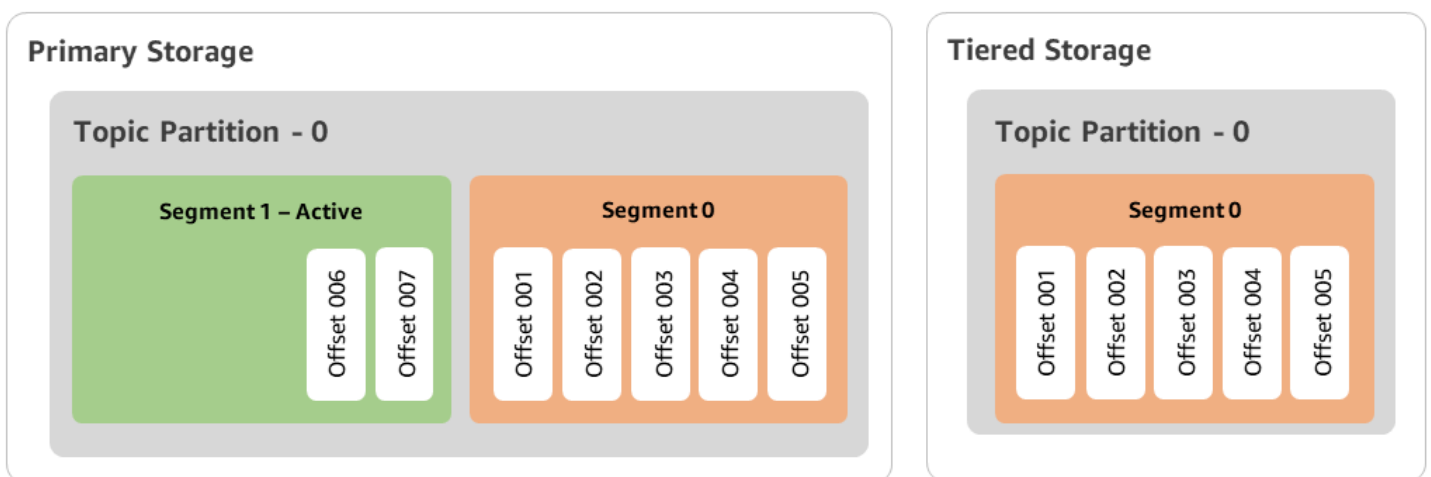 Primary Storage
Topic Partition - 0
Segment 1 – Active
Offset 006
Offset 007
Segment 0
Offset 001
Offset 002
Offset 003
Offset 004
Offset 005
Tiered Storage
Topic Partition - 0
Segment 0
Offset 001
Offset 002
Offset 003
Offset 004
Offset 005